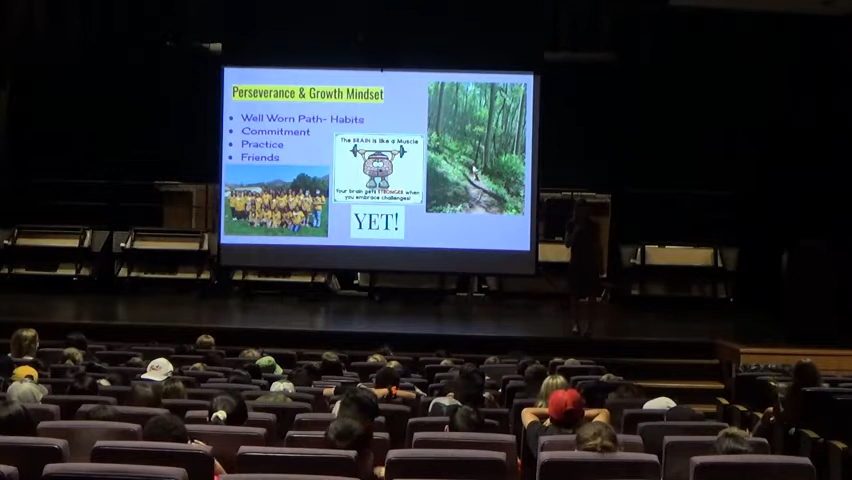 Perseverance & Growth Mindset
Well Worn Path- Habits
Commitment
Practice
Friends
The BRAIN is like a Muscle
Your brain gets STRONGER when
you embrace challenges!
YET!